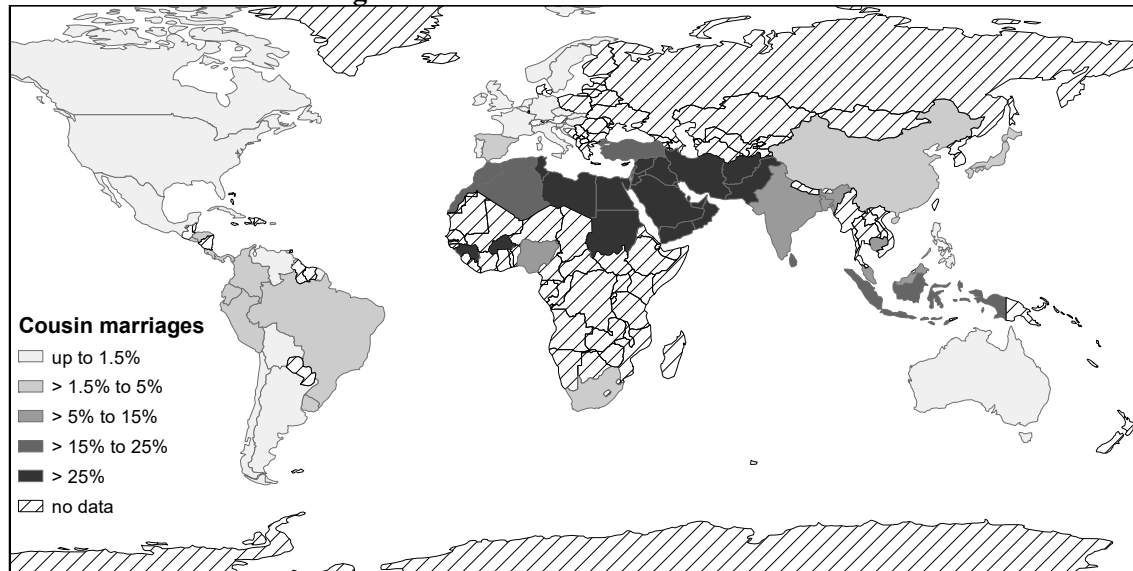 Cousin marriages
up to 1.5%
> 1.5% to 5%
> 5% to 15%
> 15% to 25%
> 25%
no data